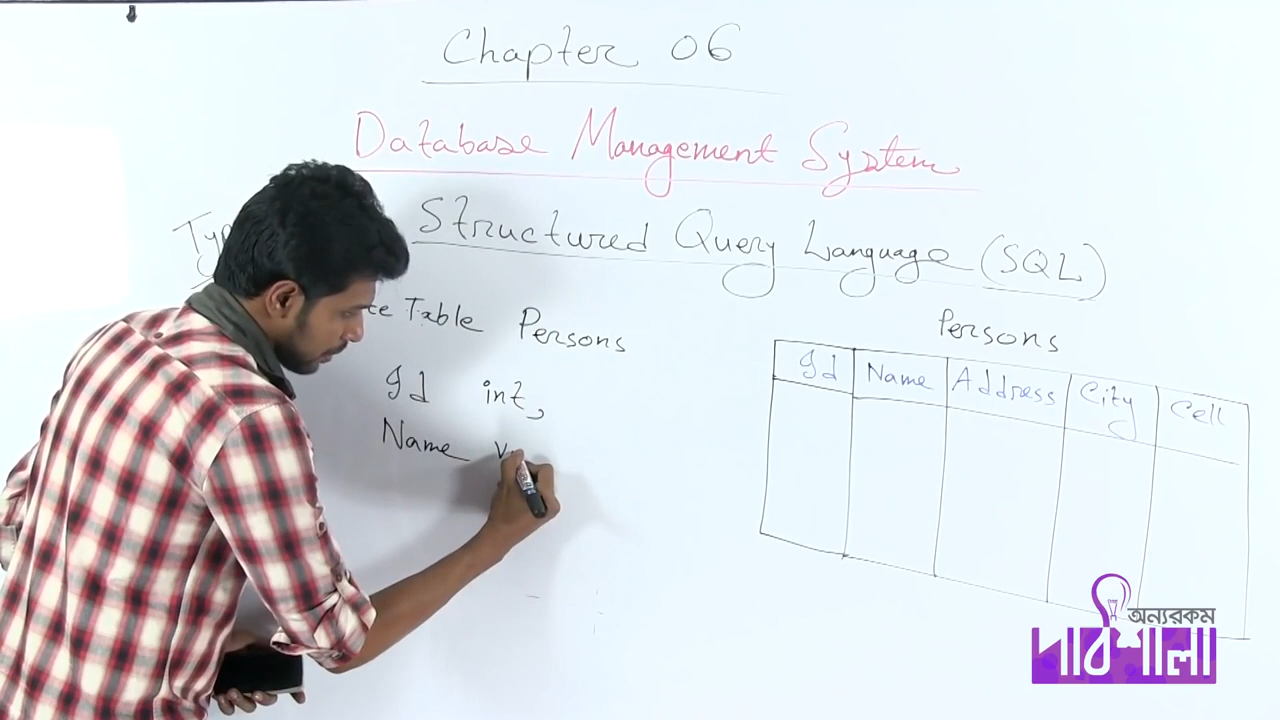 Chapter 06
Database Management System
Structured Query Language (SQL)
Table Persons
Id int,
Name
Persons
Id Name Address City Cell
অন্যরকম
পাঠশালা